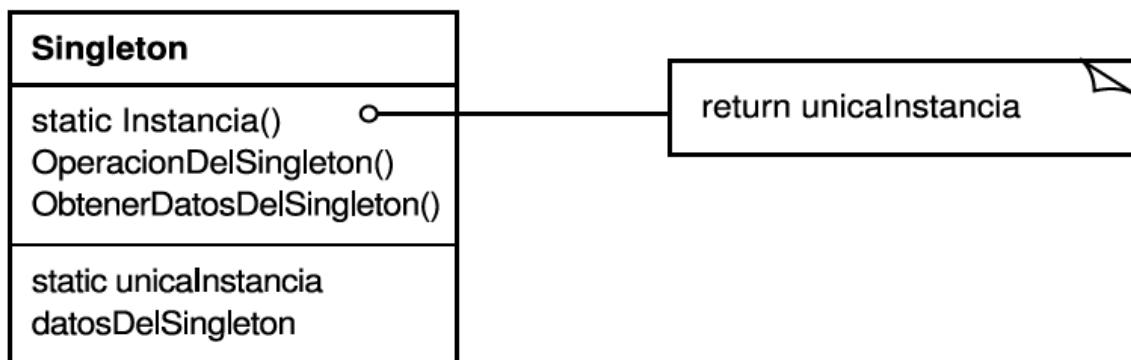 Singleton
static Instancia()
return unicaInstancia
OperacionDelSingleton()
ObtenerDatosDelSingleton()
static unicaInstancia
datosDelSingleton